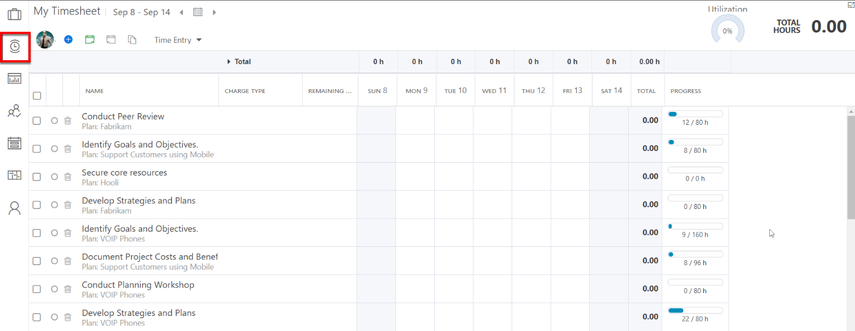 My Timesheet Sep 8 - Sep 14
Utilization
0%
TOTAL HOURS 0.00
Time Entry
Total 0 h 0 h 0 h 0 h 0 h 0 h 0 h 0.00 h
NAME CHARGE TYPE REMAINING ... SUN 8 MON 9 TUE 10 WED 11 THU 12 FRI 13 SAT 14 TOTAL PROGRESS
Conduct Peer Review 0.00 12 / 80 h
Plan: Fabrikam
Identify Goals and Objectives. 0.00 8 / 80 h
Plan: Support Customers using Mobile
Secure core resources 0.00 0 / 0 h
Plan: Hooli
Develop Strategies and Plans 0.00 0 / 80 h
Plan: Fabrikam
Identify Goals and Objectives. 0.00 9 / 160 h
Plan: VOIP Phones
Document Project Costs and Benef 0.00 8 / 96 h
Plan: Support Customers using Mobile
Conduct Planning Workshop 0.00 0 / 80 h
Plan: VOIP Phones
Develop Strategies and Plans 0.00 22 / 80 h
Plan: VOIP Phones